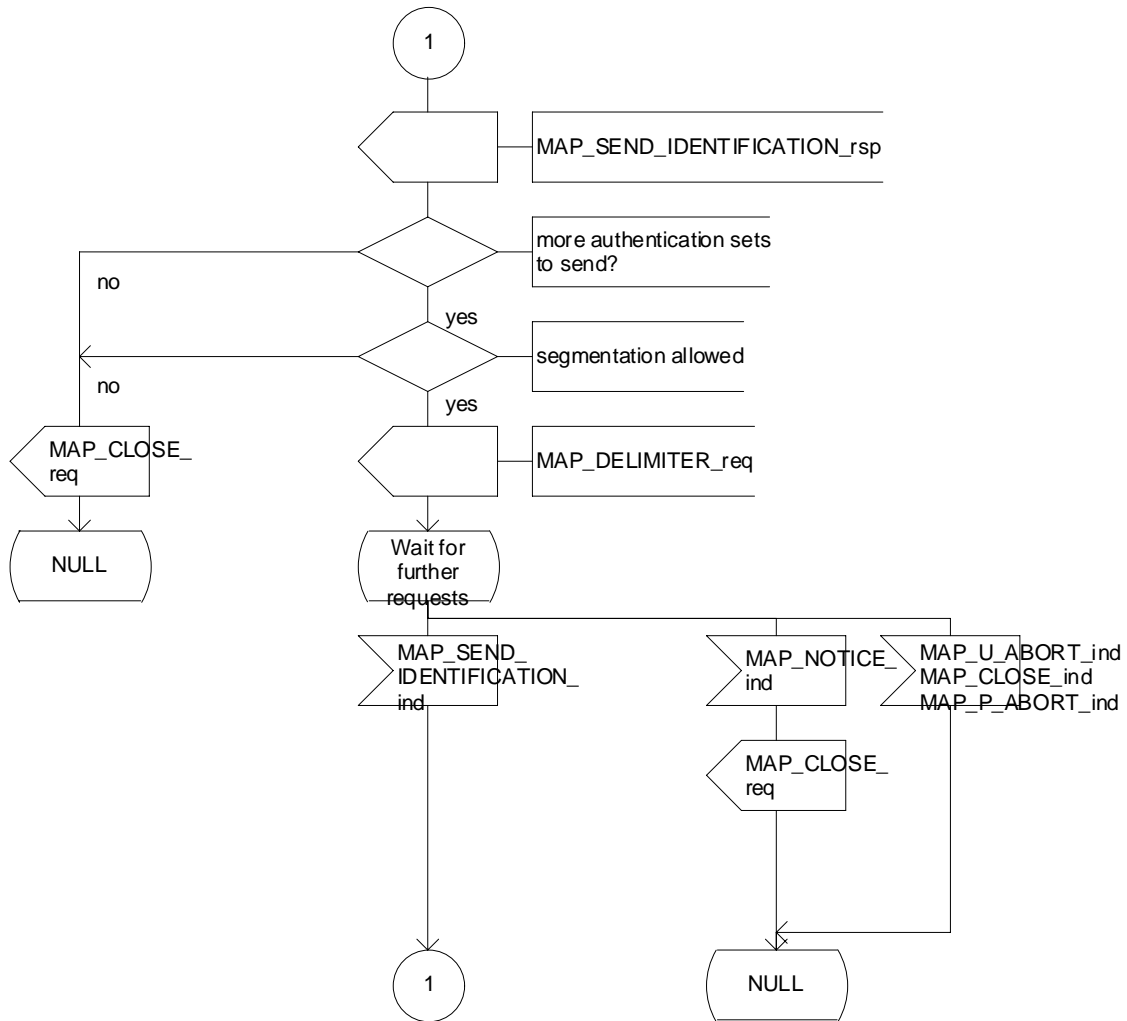 1
MAP_SEND_IDENTIFICATION_rsp
more authentication sets
to send?
no
yes
segmentation allowed
no
yes
MAP_CLOSE_
req
MAP_DELIMITER_req
NULL
Wait for
further
requests
MAP_SEND_
IDENTIFICATION_
ind
MAP_NOTICE_
ind
MAP_U_ABORT_ind
MAP_CLOSE_ind
MAP_P_ABORT_ind
MAP_CLOSE_
req
1
NULL